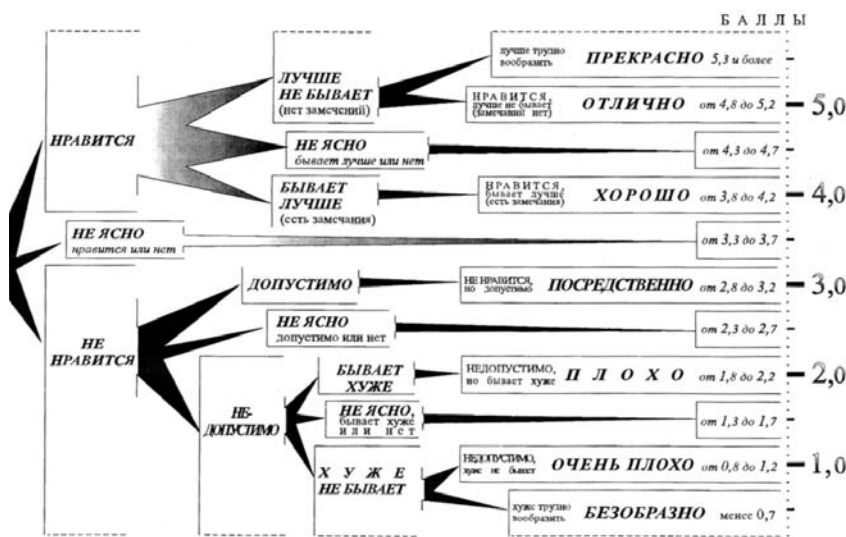 БАЛЛЫ
лучше трудно
вообразить
ПРЕКРАСНО 5,3 и более
ЛУЧШЕ
НЕ БЫВАЕТ
(нет замечений)
НРАВИТСЯ,
лучше не бывает
(замечаний нет)
ОТЛИЧНО от 4,8 до 5,2
5,0
НРАВИТСЯ
НЕ ЯСНО
бывает лучше или нет
от 4,3 до 4,7
БЫВАЕТ
ЛУЧШЕ
(есть замечания)
НРАВИТСЯ,
бывает лучше
(есть замечания)
ХОРОШО от 3,8 до 4,2
4,0
НЕ ЯСНО
нравится или нет
от 3,3 до 3,7
ДОПУСТИМО
НЕ НРАВИТСЯ,
но допустимо
ПОСРЕДСТВЕННО от 2,8 до 3,2
3,0
НЕ ЯСНО
допустимо или нет
от 2,3 до 2,7
НЕ
НРАВИТСЯ
БЫВАЕТ
ХУЖЕ
НЕДОПУСТИМО,
но бывает хуже
ПЛОХО от 1,8 до 2,2
2,0
НЕ-
ДОПУСТИМО
НЕ ЯСНО,
бывает хуже
или нет
от 1,3 до 1,7
ХУЖЕ
НЕ БЫВАЕТ
НЕДОПУСТИМО,
хуже не бывает
ОЧЕНЬ ПЛОХО от 0,8 до 1,2
1,0
хуже трудно
вообразить
БЕЗОБРАЗНО менее 0,7